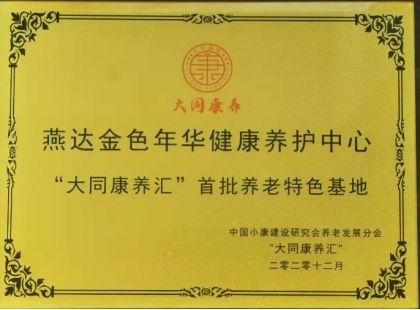 大同康养
燕达金色年华健康养护中心
“大同康养汇”首批养老特色基地
中国小康建设研究会养老发展分会
"大同康养汇"
二零二零十二月